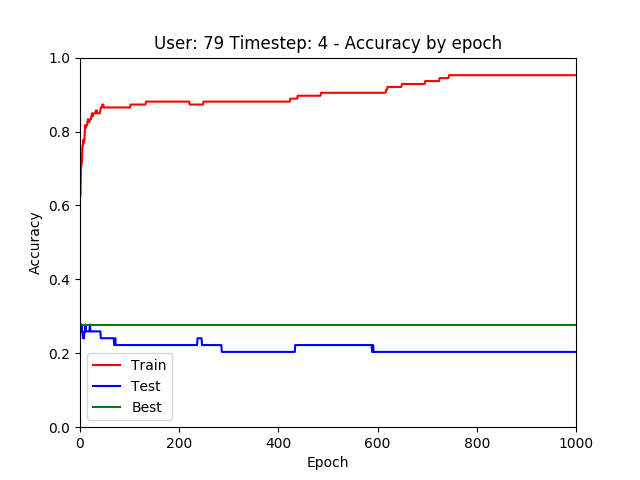 User: 79 Timestep: 4 - Accuracy by epoch
1.0
0.8
0.6
0.4
0.2
0.0
Accuracy
Train
Test
Best
0 200 400 600 800 1000
Epoch